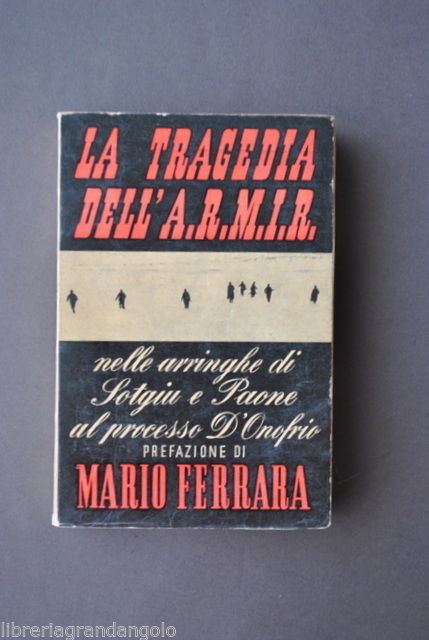 LA TRAGEDIA
DELL'A.R.M.I.R.
nelle arringhe di
Sotgiu e Paone
al processo D'Onofrio
PREFAZIONE DI
MARIO FERRARA
libreriagrandangolo